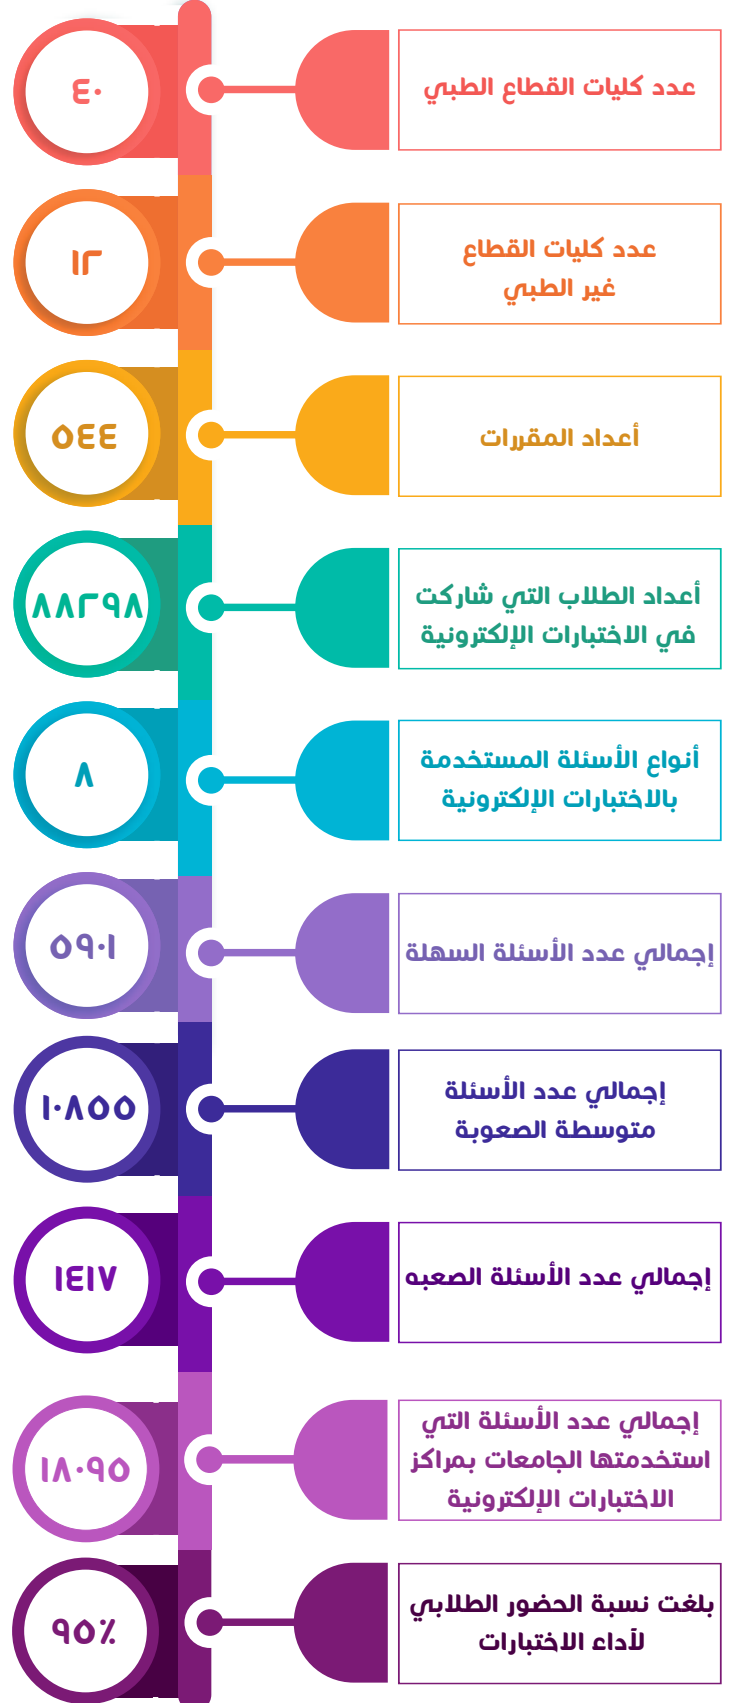 عدد كليات القطاع الطبي
٤٠
عدد كليات القطاع
غير الطبي
١٢
أعداد المقررات
٥٤٤
أعداد الطلاب التي شاركت
في الاختبارات الإلكترونية
٨٨٢٩٨
أنواع الأسئلة المستخدمة
بالاختبارات الإلكترونية
٨
إجمالي عدد الأسئلة السهلة
٥٩٠١
إجمالي عدد الأسئلة
متوسطة الصعوبة
١٠٨٥٥
إجمالي عدد الأسئلة الصعبه
١٤١٧
إجمالي عدد الأسئلة التي
استخدمتها الجامعات بمراكز
الاختبارات الإلكترونية
١٨٠٩٥
بلغت نسبة الحضور الطلابي
لأداء الاختبارات
٩٥٪